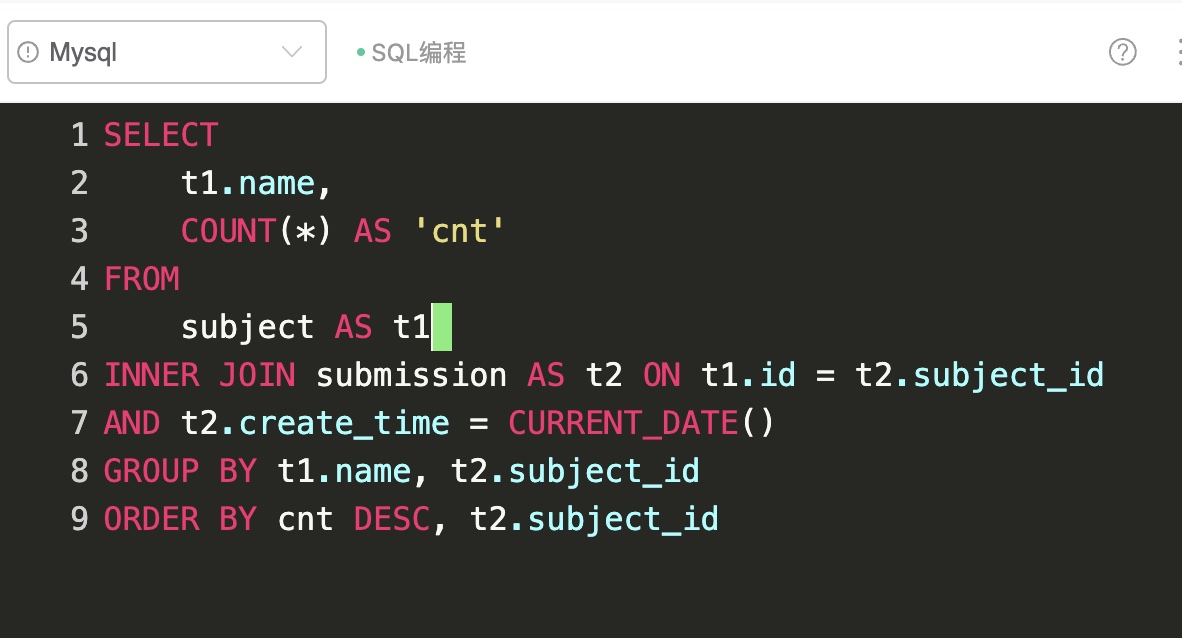 Mysql SQL编程
1 SELECT
2     t1.name,
3     COUNT(*) AS 'cnt'
4 FROM
5     subject AS t1
6 INNER JOIN submission AS t2 ON t1.id = t2.subject_id
7 AND t2.create_time = CURRENT_DATE()
8 GROUP BY t1.name, t2.subject_id
9 ORDER BY cnt DESC, t2.subject_id